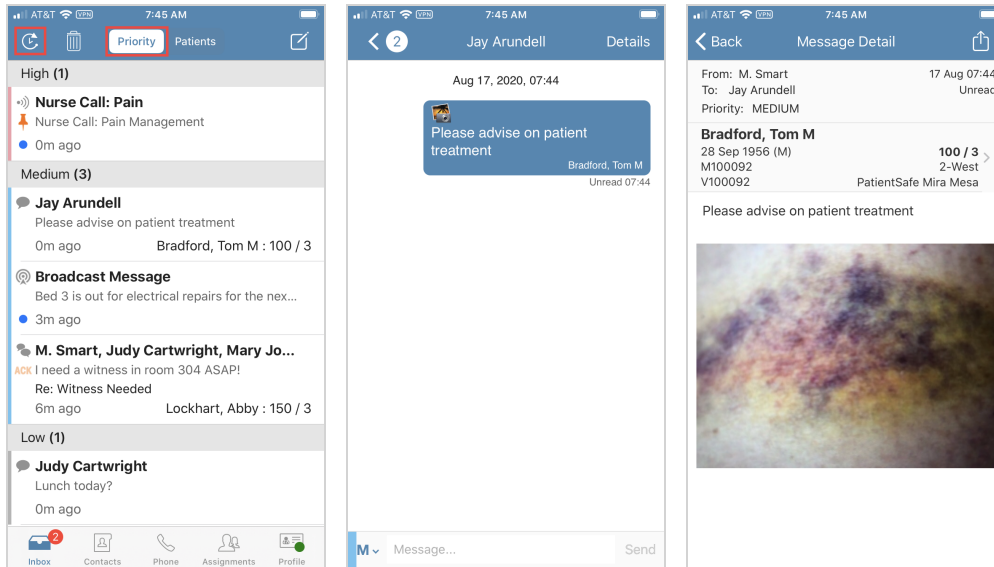 AT&T VPN 7:45 AM
Priority Patients
High (1)
Nurse Call: Pain
Nurse Call: Pain Management
0m ago
Medium (3)
Jay Arundell
Please advise on patient treatment
0m ago Bradford, Tom M : 100 / 3
Broadcast Message
Bed 3 is out for electrical repairs for the nex...
3m ago
M. Smart, Judy Cartwright, Mary Jo...
ACK I need a witness in room 304 ASAP!
Re: Witness Needed
6m ago Lockhart, Abby : 150 / 3
Low (1)
Judy Cartwright
Lunch today?
0m ago
2
Inbox Contacts Phone Assignments Profile
AT&T VPN 7:45 AM
2 Jay Arundell Details
Aug 17, 2020, 07:44
Please advise on patient
treatment
Bradford, Tom M
Unread 07:44
M Message... Send
AT&T VPN 7:45 AM
Back Message Detail
From: M. Smart 17 Aug 07:44
To: Jay Arundell Unread
Priority: MEDIUM
Bradford, Tom M
28 Sep 1956 (M) 100 / 3
M100092 2-West
V100092 PatientSafe Mira Mesa
Please advise on patient treatment